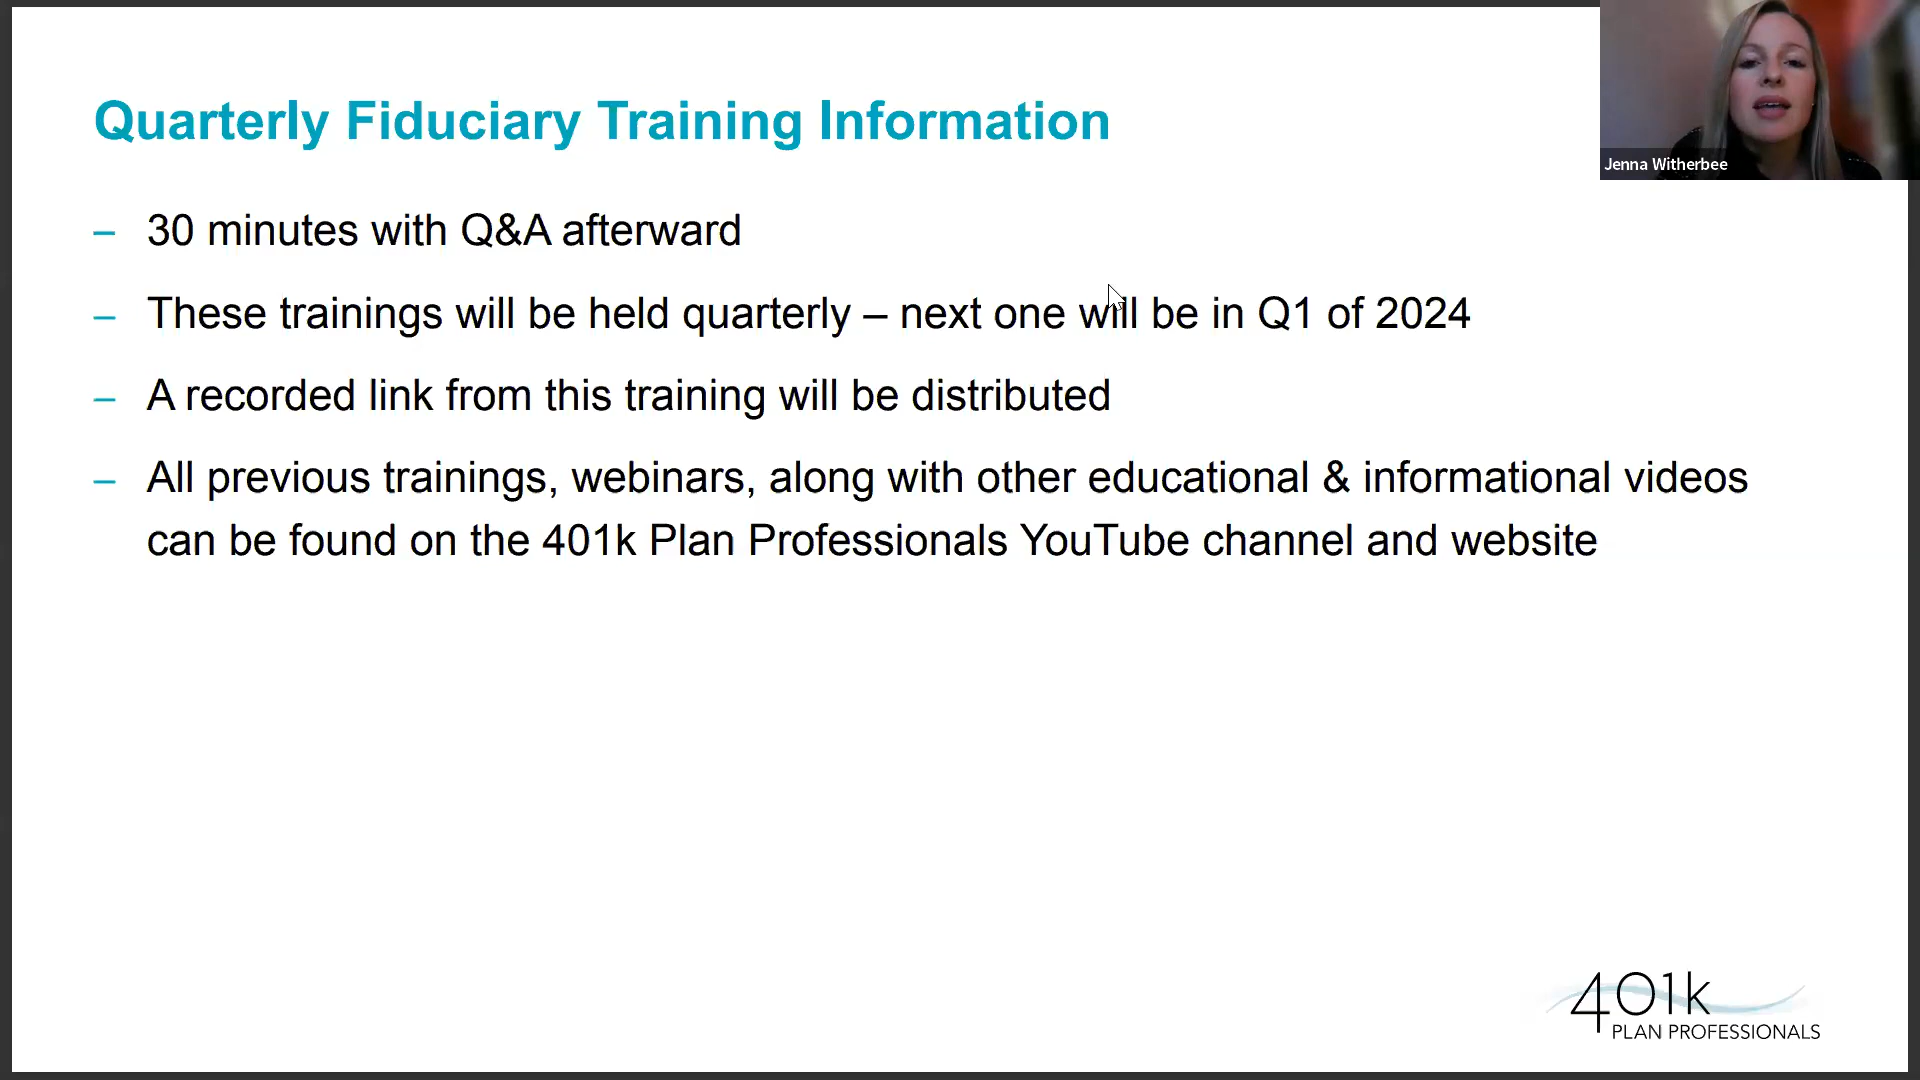 Quarterly Fiduciary Training Information
Jenna Witherbee
– 30 minutes with Q&A afterward
– These trainings will be held quarterly – next one will be in Q1 of 2024
– A recorded link from this training will be distributed
– All previous trainings, webinars, along with other educational & informational videos
can be found on the 401k Plan Professionals YouTube channel and website
401k
PLAN PROFESSIONALS